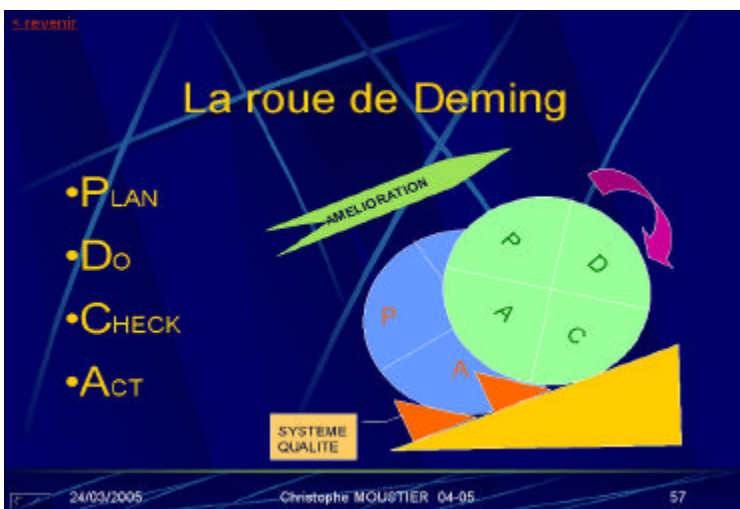 < revenir
La roue de Deming
•PLAN
•DO
•CHECK
•ACT
AMELIORATION
P
D
A
C
P
A
SYSTEME
QUALITE
24/03/2005 Christophe MOUSTIER 04-05 57